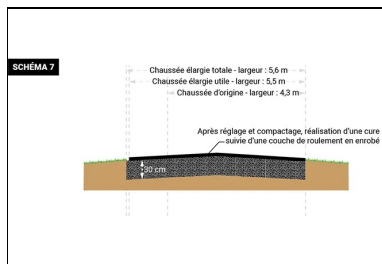 SCHÉMA 7
Chaussée élargie totale - largeur : 5,6 m
Chaussée élargie utile - largeur : 5,5 m
Chaussée d'origine - largeur : 4,3 m
Après réglage et compactage, réalisation d'une cure
suivie d'une couche de roulement en enrobé
30 cm